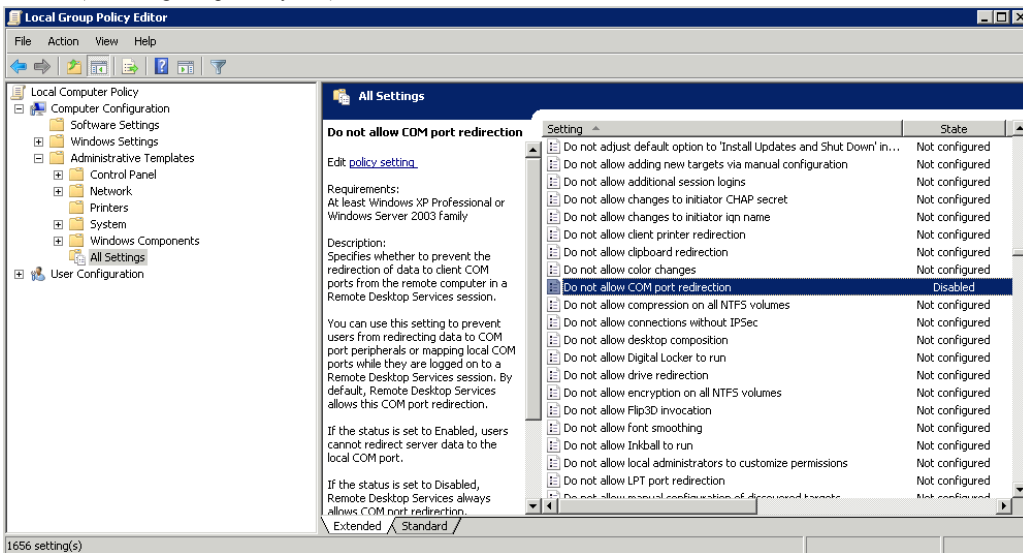 Local Group Policy Editor
File Action View Help
Local Computer Policy
Computer Configuration
Software Settings
Windows Settings
Administrative Templates
Control Panel
Network
Printers
System
Windows Components
All Settings
User Configuration
All Settings
Do not allow COM port redirection
Edit policy setting
Requirements:
At least Windows XP Professional or
Windows Server 2003 family
Description:
Specifies whether to prevent the
redirection of data to client COM
ports from the remote computer in a
Remote Desktop Services session.
You can use this setting to prevent
users from redirecting data to COM
port peripherals or mapping local COM
ports while they are logged on to a
Remote Desktop Services session. By
default, Remote Desktop Services
allows this COM port redirection.
If the status is set to Enabled, users
cannot redirect server data to the
local COM port.
If the status is set to Disabled,
Remote Desktop Services always
allows COM port redirection.
Setting State
Do not adjust default option to 'Install Updates and Shut Down' in... Not configured
Do not allow adding new targets via manual configuration Not configured
Do not allow additional session logins Not configured
Do not allow changes to initiator CHAP secret Not configured
Do not allow changes to initiator iqn name Not configured
Do not allow client printer redirection Not configured
Do not allow clipboard redirection Not configured
Do not allow color changes Not configured
Do not allow COM port redirection Disabled
Do not allow compression on all NTFS volumes Not configured
Do not allow connections without IPSec Not configured
Do not allow desktop composition Not configured
Do not allow Digital Locker to run Not configured
Do not allow drive redirection Not configured
Do not allow encryption on all NTFS volumes Not configured
Do not allow Flip3D invocation Not configured
Do not allow font smoothing Not configured
Do not allow Inkball to run Not configured
Do not allow local administrators to customize permissions Not configured
Do not allow LPT port redirection Not configured
Do not allow manual configuration of discovered targets Not configured
Extended Standard
1656 setting(s)